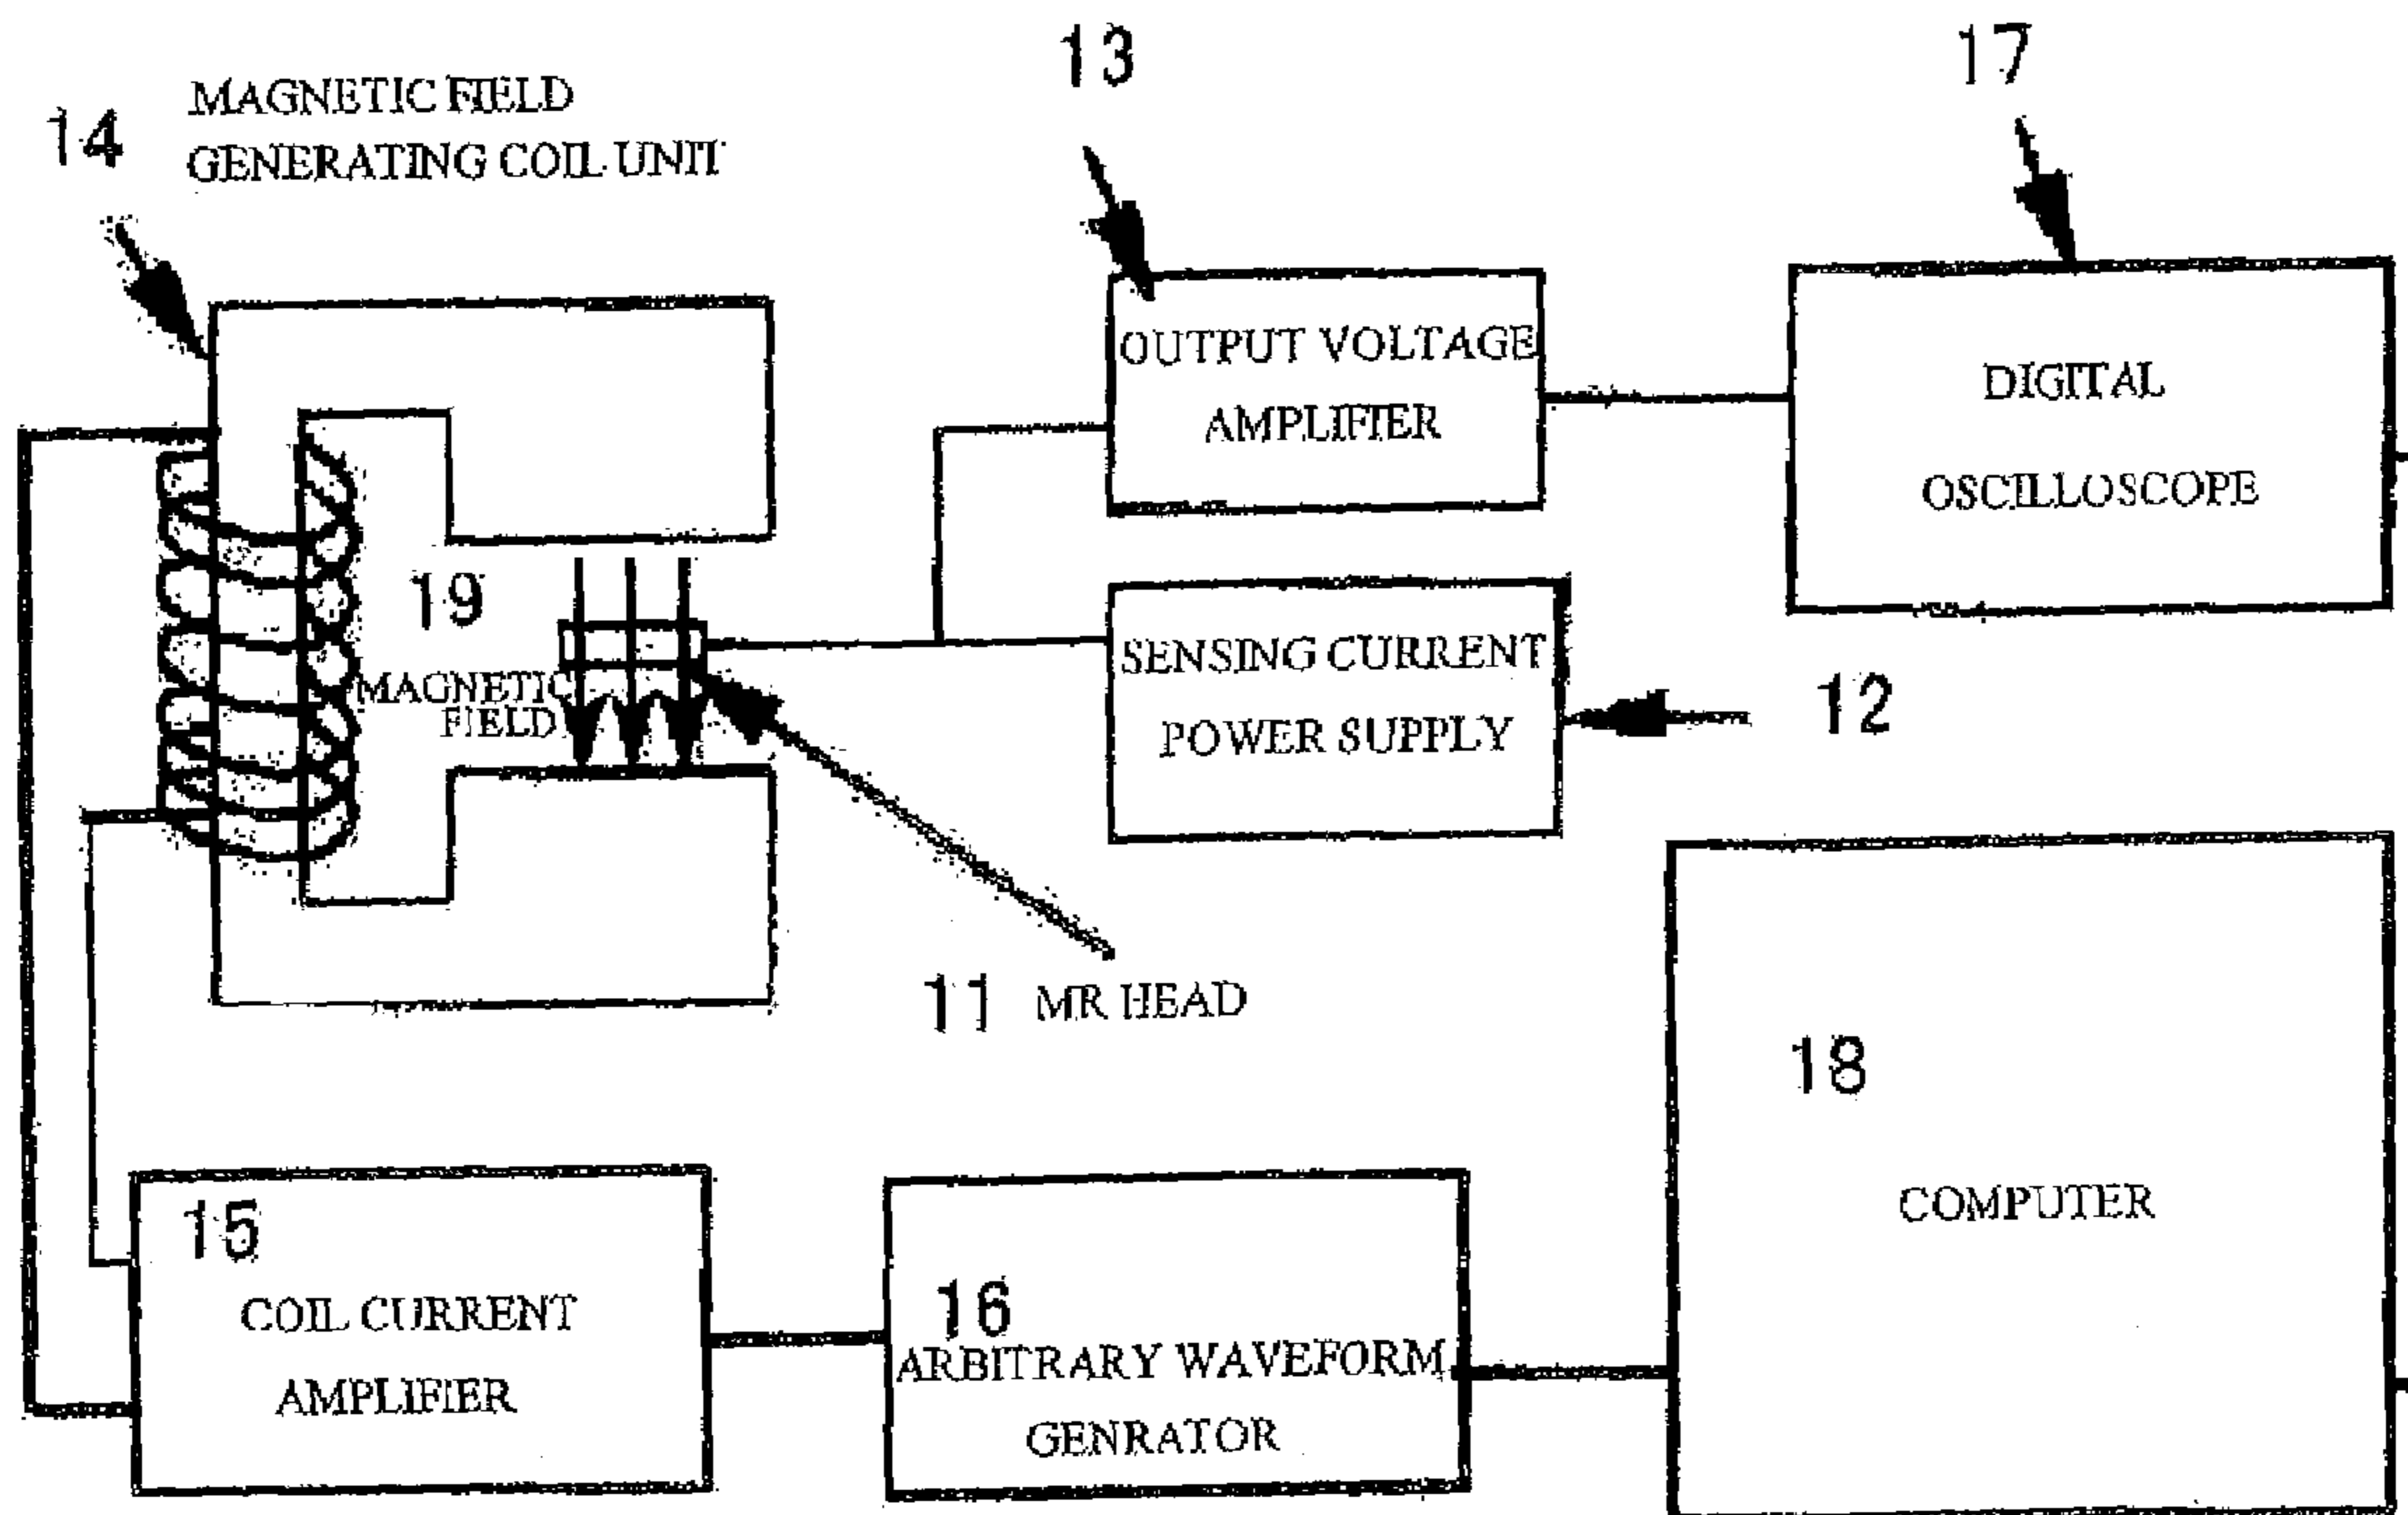 13
17
14
MAGNETIC FIELD
GENERATING COIL UNIT
OUTPUT VOLTAGE
AMPLIFIER
DIGITAL
OSCILLOSCOPE
19
MAGNETIC
FIELD
SENSING CURRENT
POWER SUPPLY
12
11 MR HEAD
18
COMPUTER
15
COIL CURRENT
AMPLIFIER
16
ARBITRARY WAVEFORM
GENRATOR